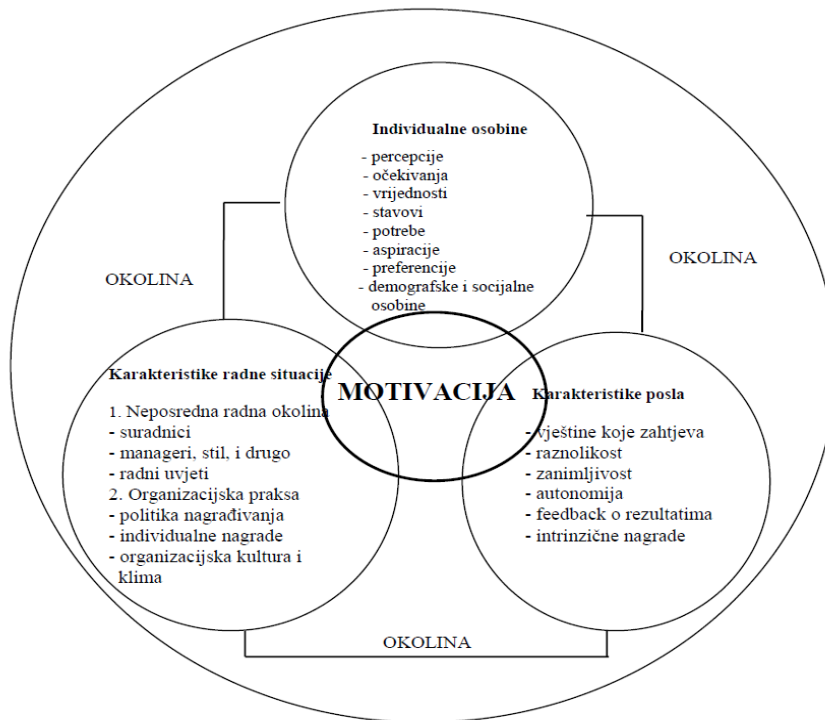 Individualne osobine
- percepcije
- očekivanja
- vrijednosti
- stavovi
- potrebe
- aspiracije
- preferencije
- demografske i socijalne
osobine
OKOLINA
OKOLINA
Karakteristike radne situacije
1. Neposredna radna okolina
- suradnici
- manageri, stil, i drugo
- radni uvjeti
2. Organizacijska praksa
- politika nagrađivanja
- individualne nagrade
- organizacijska kultura i
klima
MOTIVACIJA
Karakteristike posla
- vještine koje zahtjeva
- raznolikost
- zanimljivost
- autonomija
- feedback o rezultatima
- intrinzične nagrade
OKOLINA